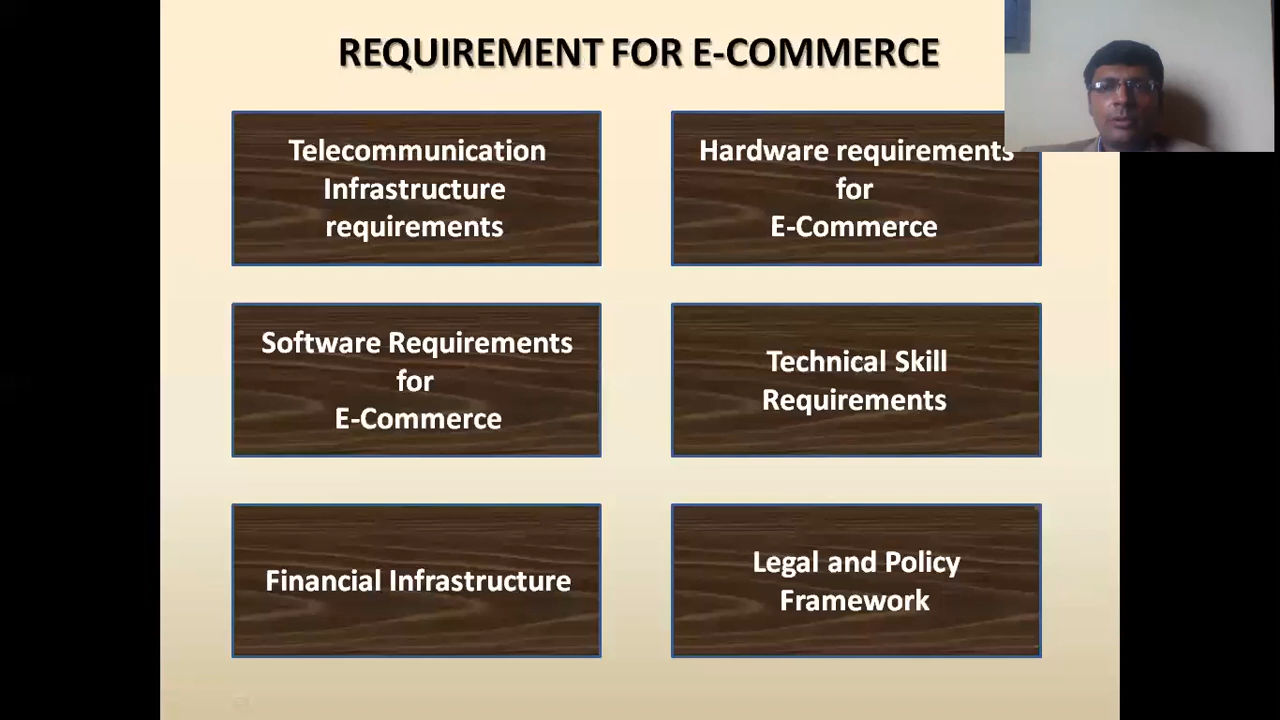 REQUIREMENT FOR E-COMMERCE
Telecommunication
Infrastructure
requirements
Hardware requirements
for
E-Commerce
Software Requirements
for
E-Commerce
Technical Skill
Requirements
Financial Infrastructure
Legal and Policy
Framework